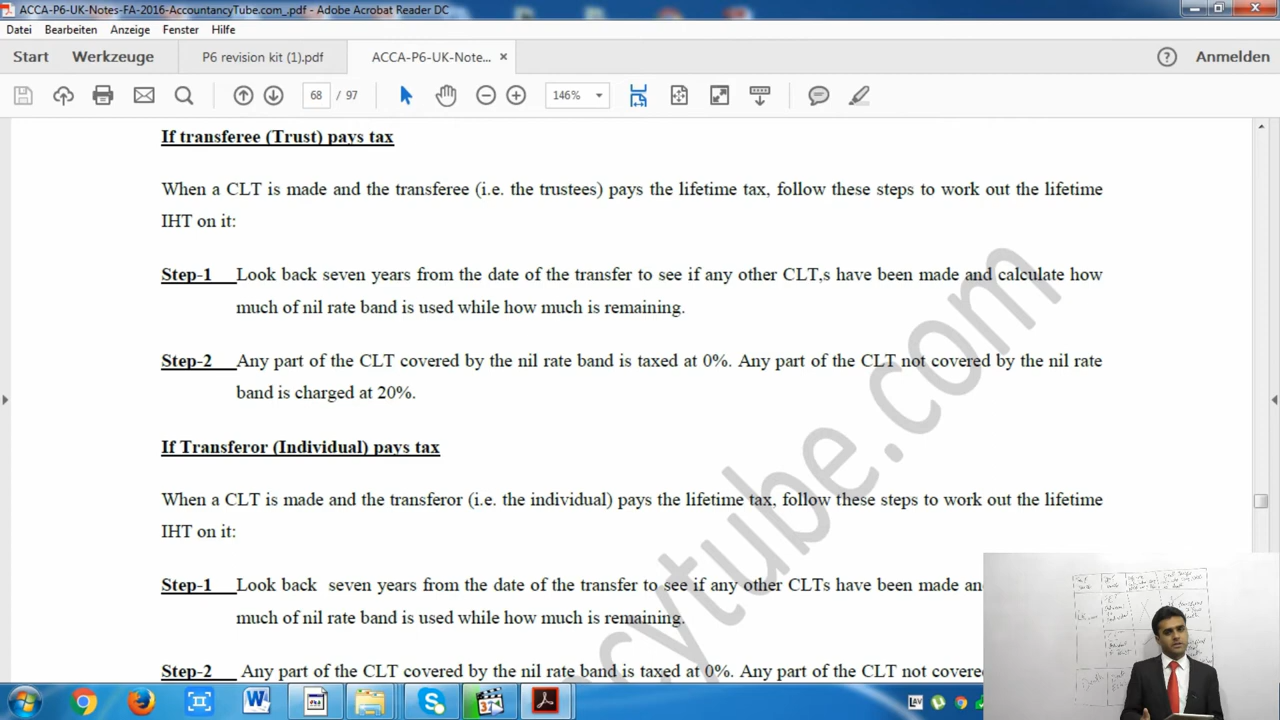 ACCA-P6-UK-Notes-FA-2016-AccountancyTube.com_.pdf - Adobe Acrobat Reader DC
Datei Bearbeiten Anzeige Fenster Hilfe
Start Werkzeuge P6 revision kit (1).pdf ACCA-P6-UK-Note... × ? Anmelden
68 / 97 146%
If transferee (Trust) pays tax
When a CLT is made and the transferee (i.e. the trustees) pays the lifetime tax, follow these steps to work out the lifetime
IHT on it:
Step-1 Look back seven years from the date of the transfer to see if any other CLT,s have been made and calculate how
much of nil rate band is used while how much is remaining.
Step-2 Any part of the CLT covered by the nil rate band is taxed at 0%. Any part of the CLT not covered by the nil rate
band is charged at 20%.
If Transferor (Individual) pays tax
When a CLT is made and the transferor (i.e. the individual) pays the lifetime tax, follow these steps to work out the lifetime
IHT on it:
Step-1 Look back seven years from the date of the transfer to see if any other CLTs have been made an
much of nil rate band is used while how much is remaining.
Step-2 Any part of the CLT covered by the nil rate band is taxed at 0%. Any part of the CLT not covere
cytube.com
Death
LAV